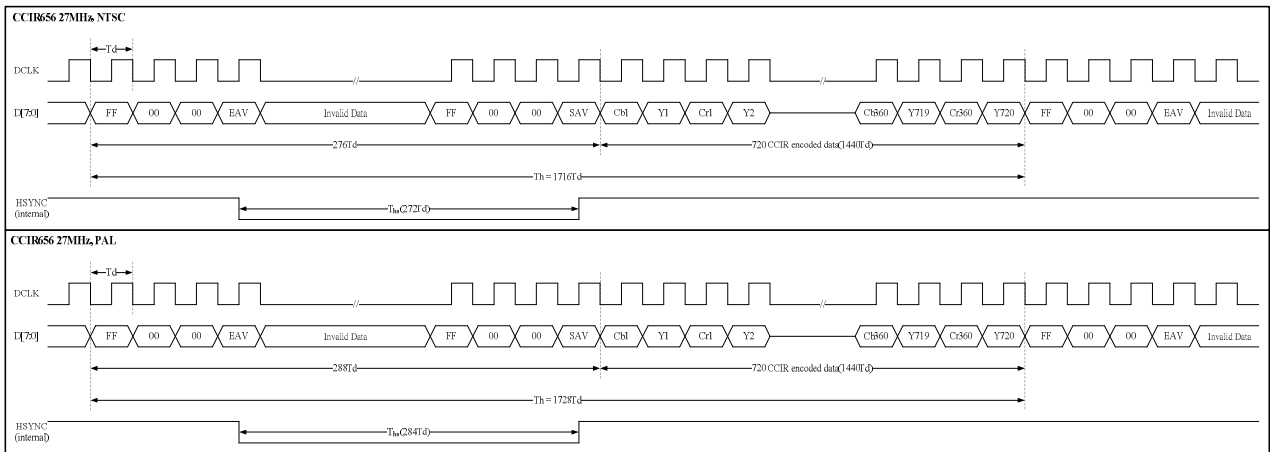 CCIR656 27MHz, NTSC
Td
DCLK
D[7:0] FF 00 00 EAV Invalid Data FF 00 00 SAV Cb1 Y1 Cr1 Y2 Cb360 Y719 Cr360 Y720 FF 00 00 EAV Invalid Data
276Td 720 CCIR encoded data(1440Td)
Th = 1716Td
HSYNC
(internal)
Ths(272Td)
CCIR656 27MHz, PAL
Td
DCLK
D[7:0] FF 00 00 EAV Invalid Data FF 00 00 SAV Cb1 Y1 Cr1 Y2 Cb360 Y719 Cr360 Y720 FF 00 00 EAV Invalid Data
288Td 720 CCIR encoded data(1440Td)
Th = 1728Td
HSYNC
(internal)
Ths(284Td)